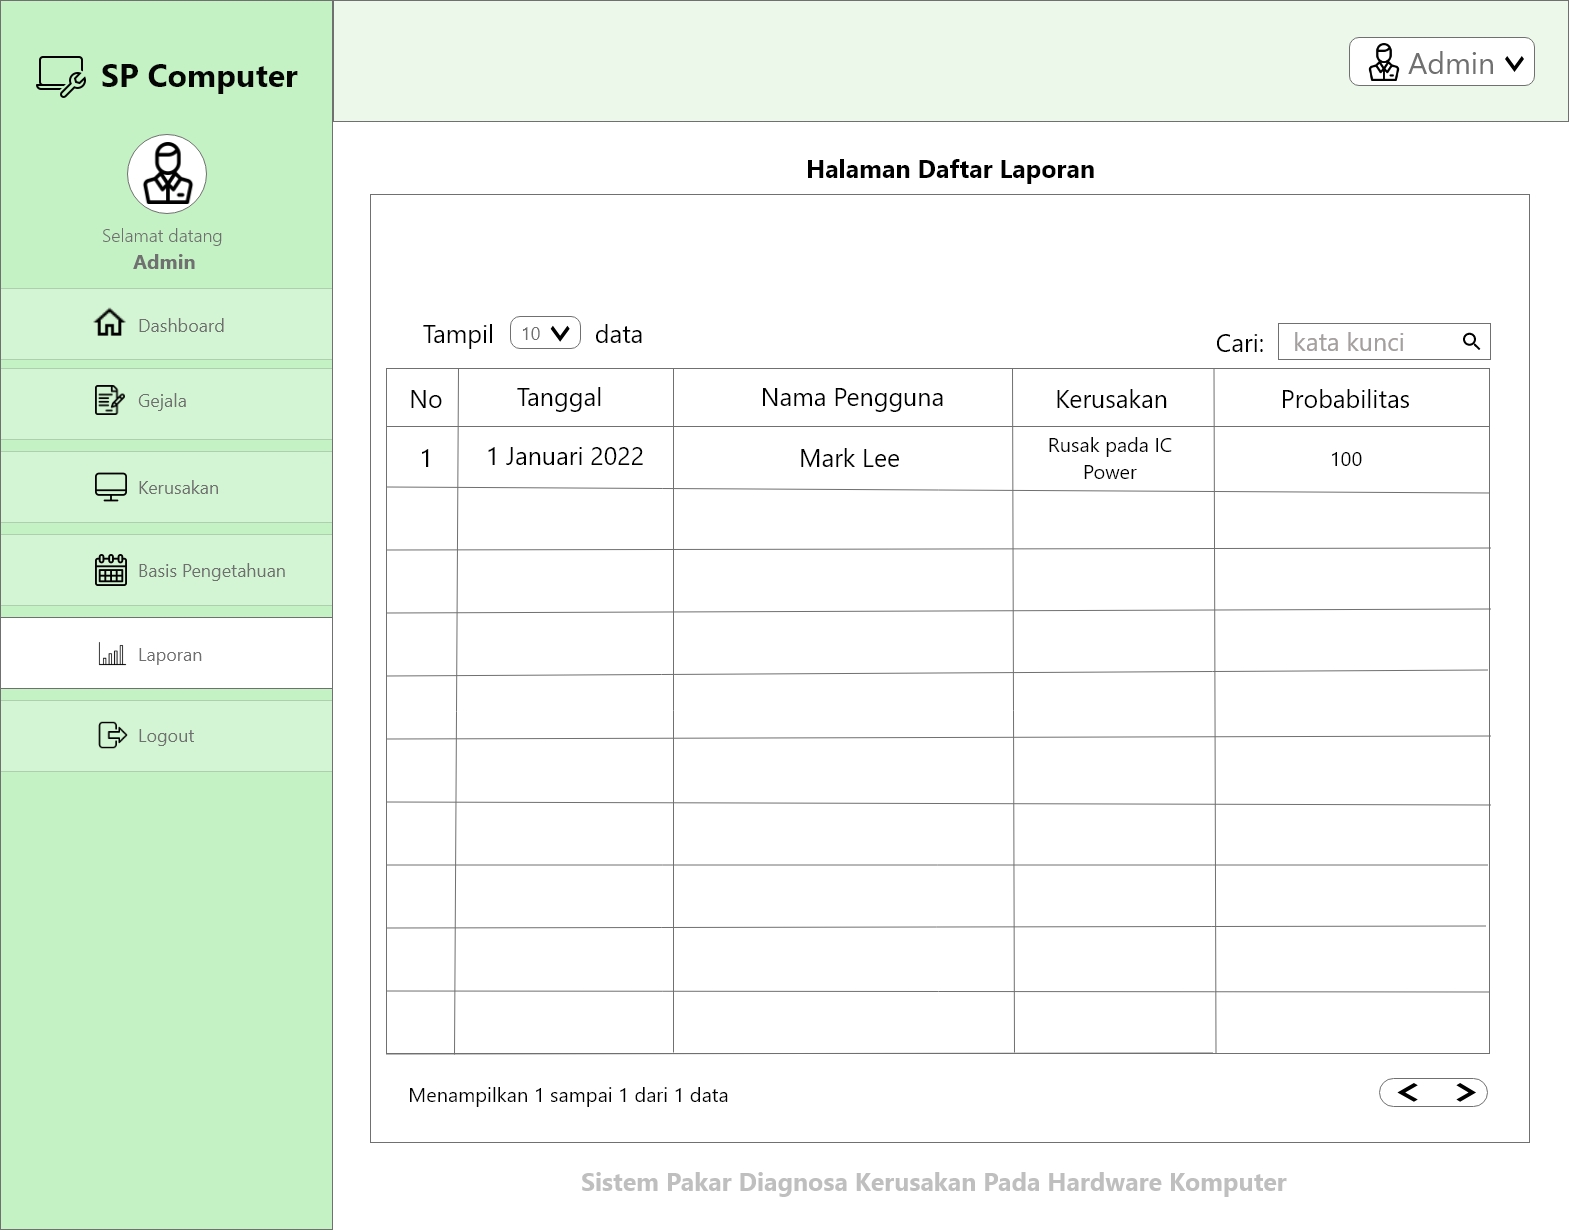 SP Computer
Admin
Selamat datang
Admin
Dashboard
Gejala
Kerusakan
Basis Pengetahuan
Laporan
Logout
Halaman Daftar Laporan
Tampil 10 data
Cari: kata kunci
No Tanggal Nama Pengguna Kerusakan Probabilitas
1 1 Januari 2022 Mark Lee Rusak pada IC Power 100
Menampilkan 1 sampai 1 dari 1 data
Sistem Pakar Diagnosa Kerusakan Pada Hardware Komputer